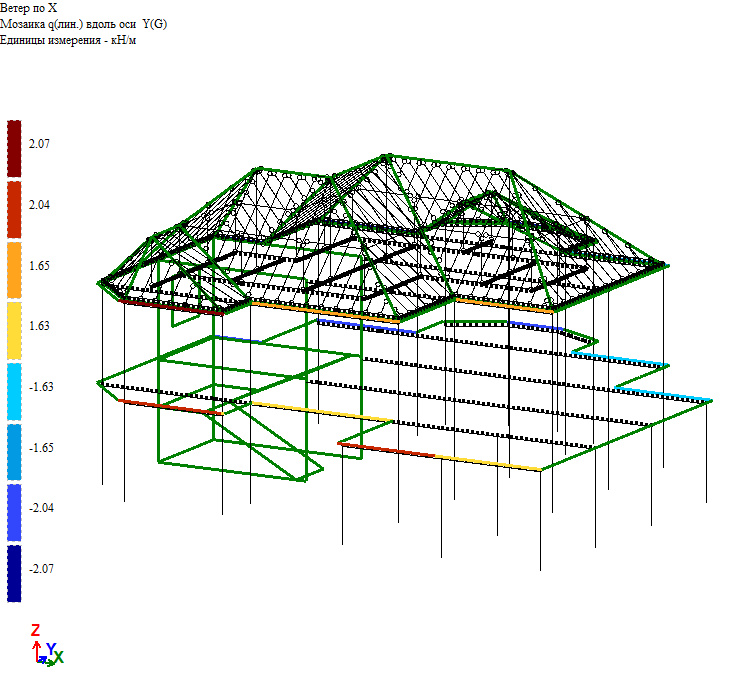 Ветер по X
Мозаика q(лин.) вдоль оси Y(G)
Единицы измерения - кН/м
2.07
2.04
1.65
1.63
-1.63
-1.65
-2.04
-2.07
Z
Y
X